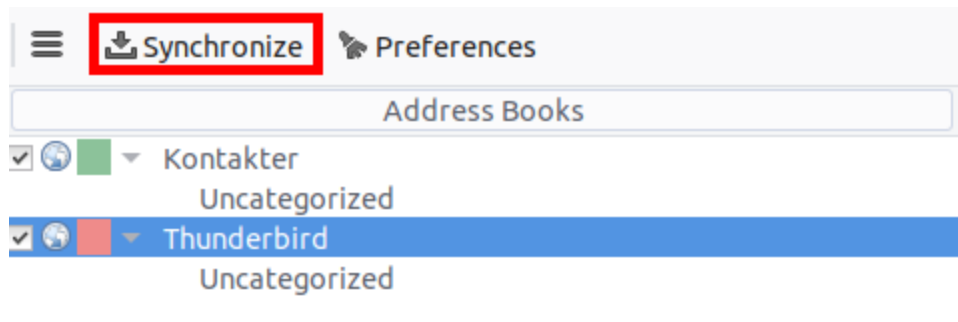 Synchronize Preferences
Address Books
Kontakter
Uncategorized
Thunderbird
Uncategorized